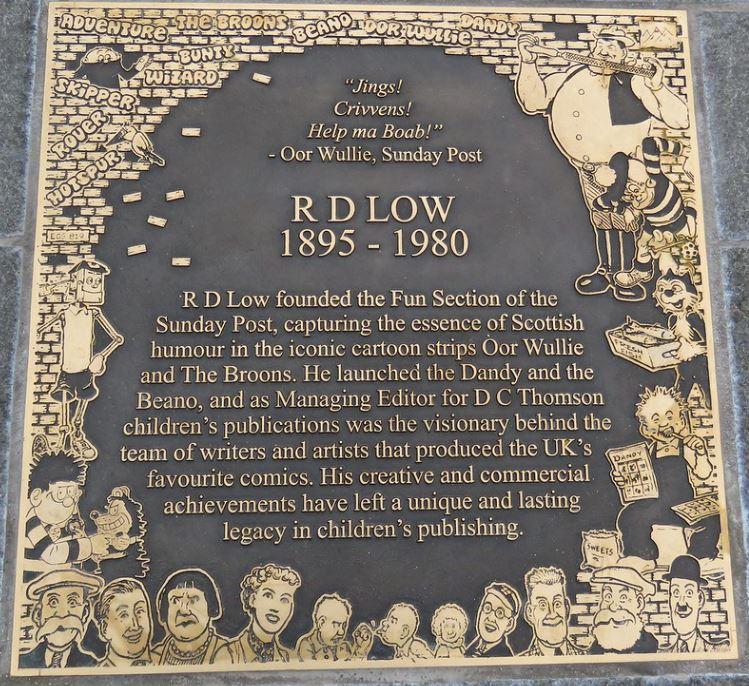 ADVENTURE THE BROONS BEANO OOR WULLIE DANDY
BUNTY
WIZARD
SKIPPER
ROVER
HOTSPUR
"Jings!
Crivvens!
Help ma Boab!"
- Oor Wullie, Sunday Post
R D LOW
1895 - 1980
R D Low founded the Fun Section of the
Sunday Post, capturing the essence of Scottish
humour in the iconic cartoon strips Oor Wullie
and The Broons. He launched the Dandy and the
Beano, and as Managing Editor for D C Thomson
children's publications was the visionary behind the
team of writers and artists that produced the UK's
favourite comics. His creative and commercial
achievements have left a unique and lasting
legacy in children's publishing.
DANDY
SWEETS